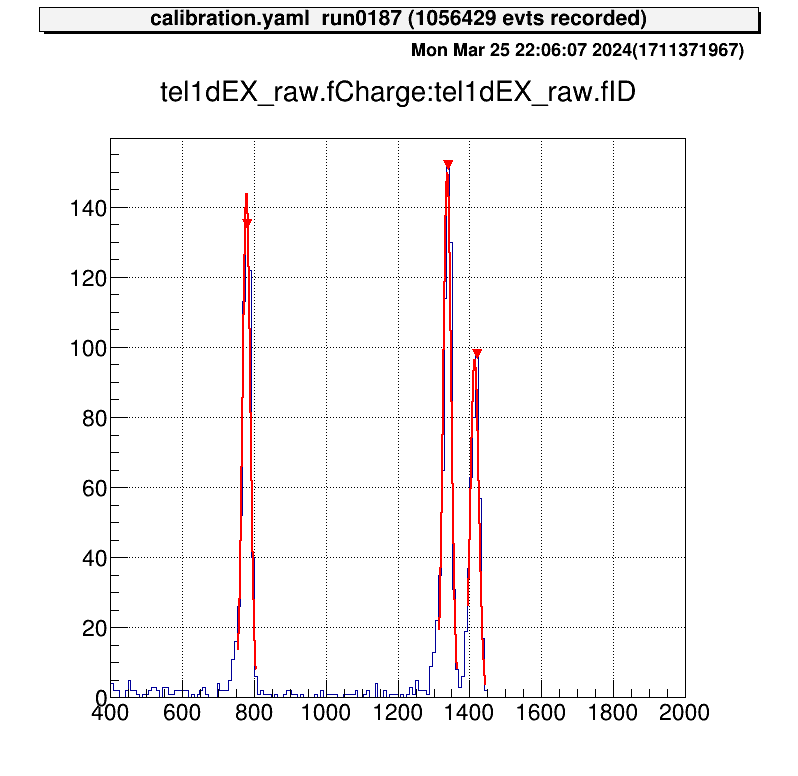 calibration.yaml run0187 (1056429 evts recorded)
Mon Mar 25 22:06:07 2024(1711371967)
tel1dEX_raw.fCharge:tel1dEX_raw.fID
140
120
100
80
60
40
20
0
400 600 800 1000 1200 1400 1600 1800 2000